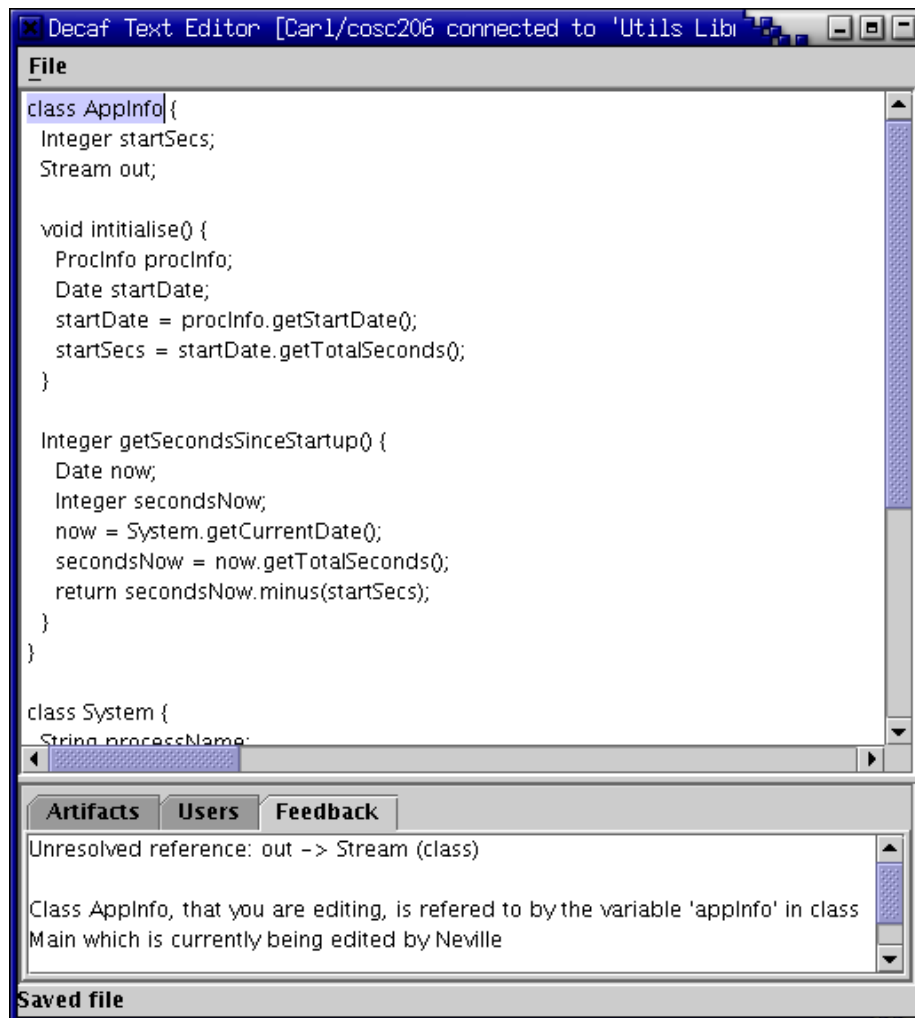 Decaf Text Editor [Carl/cosc206 connected to 'Utils
File
class AppInfo {
Integer startSecs;
Stream out;
void intitialise() {
ProcInfo procInfo;
Date startDate;
startDate = procInfo.getStartDate();
startSecs = startDate.getTotalSeconds();
}
Integer getSecondsSinceStartup() {
Date now;
Integer secondsNow;
now = System.getCurrentDate();
secondsNow = now.getTotalSeconds();
return secondsNow.minus(startSecs);
}
}
class System {
String processName;
Artifacts Users Feedback
Unresolved reference: out -> Stream (class)
Class AppInfo, that you are editing, is refered to by the variable 'appInfo' in class
Main which is currently being edited by Neville
Saved file